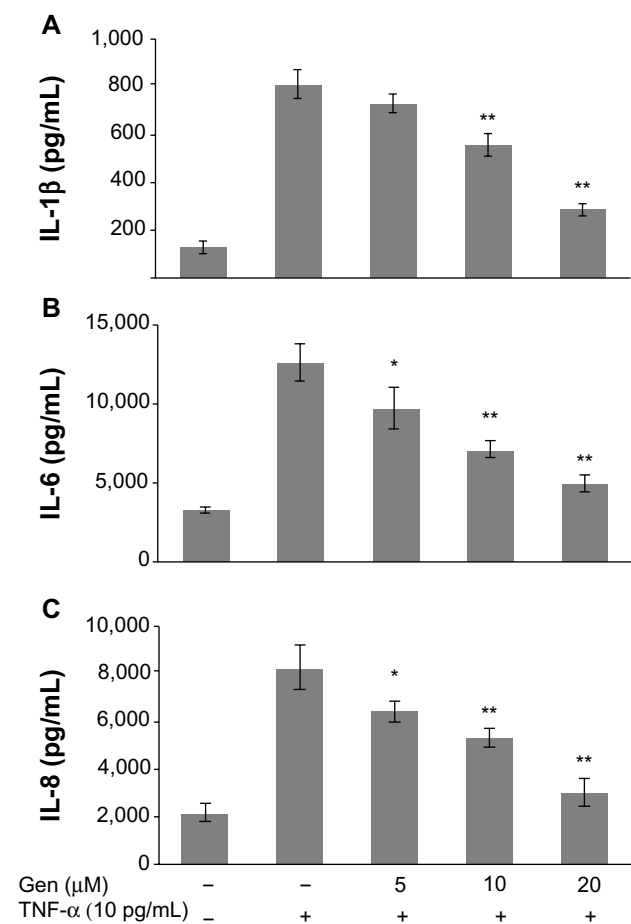 A
1,000
800
600
400
200
IL-1β (pg/mL)
** **
B
15,000
10,000
5,000
0
IL-6 (pg/mL)
* ** **
C
10,000
8,000
6,000
4,000
2,000
0
IL-8 (pg/mL)
* ** **
Gen (μM) – – 5 10 20
TNF-α (10 pg/mL) – + + + +